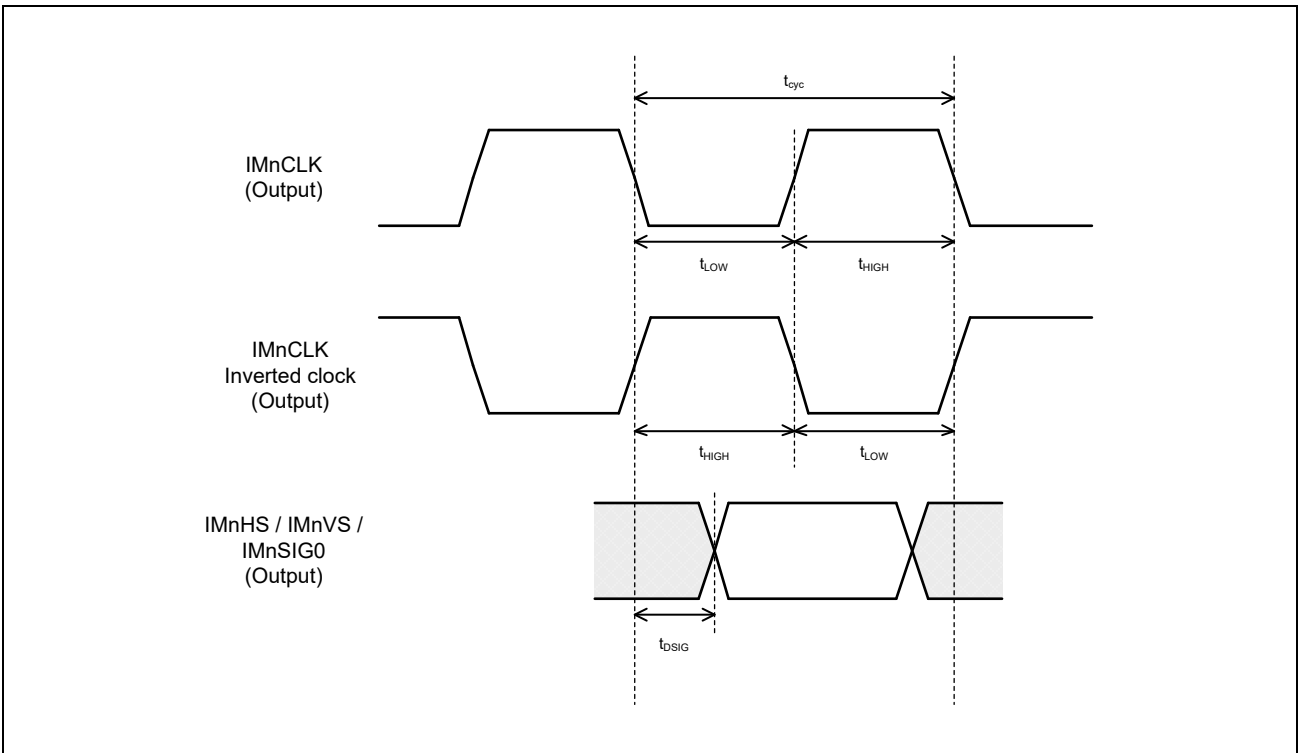 tcyc
IMnCLK
(Output)
tLOW
tHIGH
IMnCLK
Inverted clock
(Output)
tHIGH
tLOW
IMnHS / IMnVS /
IMnSIG0
(Output)
tDSIG